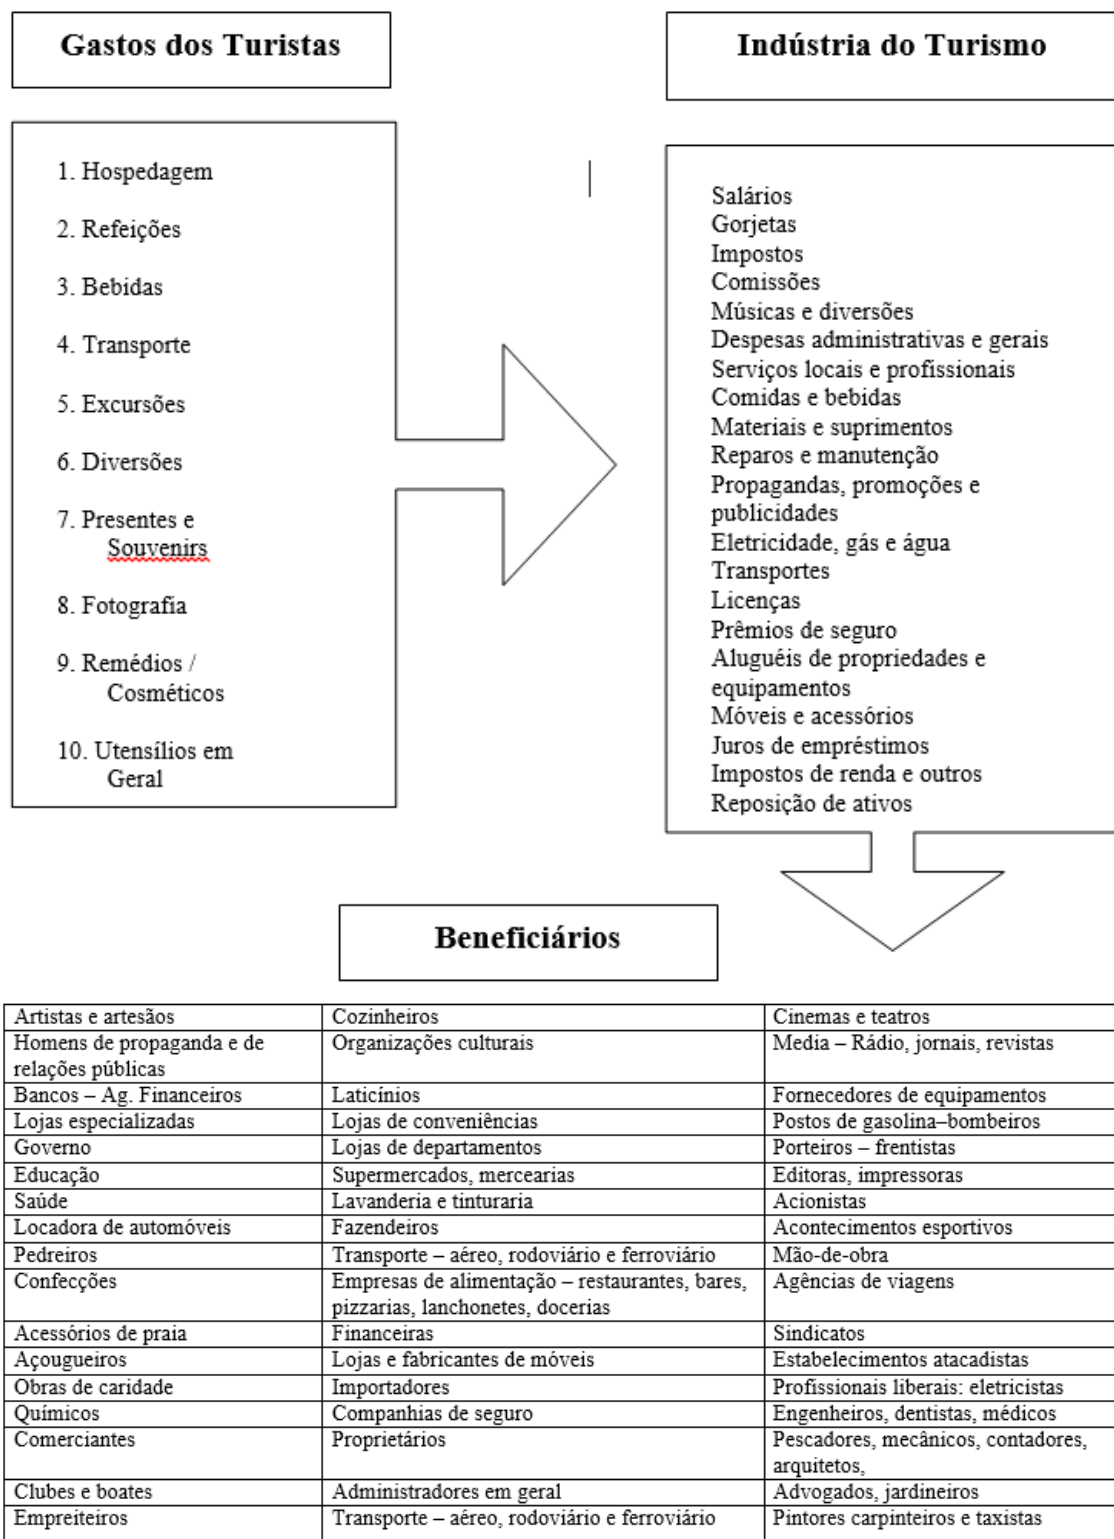 Gastos dos Turistas
Indústria do Turismo
1. Hospedagem
2. Refeições
3. Bebidas
4. Transporte
5. Excursões
6. Diversões
7. Presentes e
Souvenirs
8. Fotografia
9. Remédios /
Cosméticos
10. Utensílios em
Geral
Salários
Gorjetas
Impostos
Comissões
Músicas e diversões
Despesas administrativas e gerais
Serviços locais e profissionais
Comidas e bebidas
Materiais e suprimentos
Reparos e manutenção
Propagandas, promoções e
publicidades
Eletricidade, gás e água
Transportes
Licenças
Prêmios de seguro
Aluguéis de propriedades e
equipamentos
Móveis e acessórios
Juros de empréstimos
Impostos de renda e outros
Reposição de ativos
Beneficiários
Artistas e artesãos
Cozinheiros
Cinemas e teatros
Homens de propaganda e de
relações públicas
Organizações culturais
Media – Rádio, jornais, revistas
Bancos – Ag. Financeiros
Laticínios
Fornecedores de equipamentos
Lojas especializadas
Lojas de conveniências
Postos de gasolina–bombeiros
Governo
Lojas de departamentos
Porteiros – frentistas
Educação
Supermercados, mercearias
Editoras, impressoras
Saúde
Lavanderia e tinturaria
Acionistas
Locadora de automóveis
Fazendeiros
Acontecimentos esportivos
Pedreiros
Transporte – aéreo, rodoviário e ferroviário
Mão-de-obra
Confecções
Empresas de alimentação – restaurantes, bares,
pizzarias, lanchonetes, docerias
Agências de viagens
Acessórios de praia
Financeiras
Sindicatos
Açougueiros
Lojas e fabricantes de móveis
Estabelecimentos atacadistas
Obras de caridade
Importadores
Profissionais liberais: eletricistas
Químicos
Companhias de seguro
Engenheiros, dentistas, médicos
Comerciantes
Proprietários
Pescadores, mecânicos, contadores,
arquitetos,
Clubes e boates
Administradores em geral
Advogados, jardineiros
Empreiteiros
Transporte – aéreo, rodoviário e ferroviário
Pintores carpinteiros e taxistas